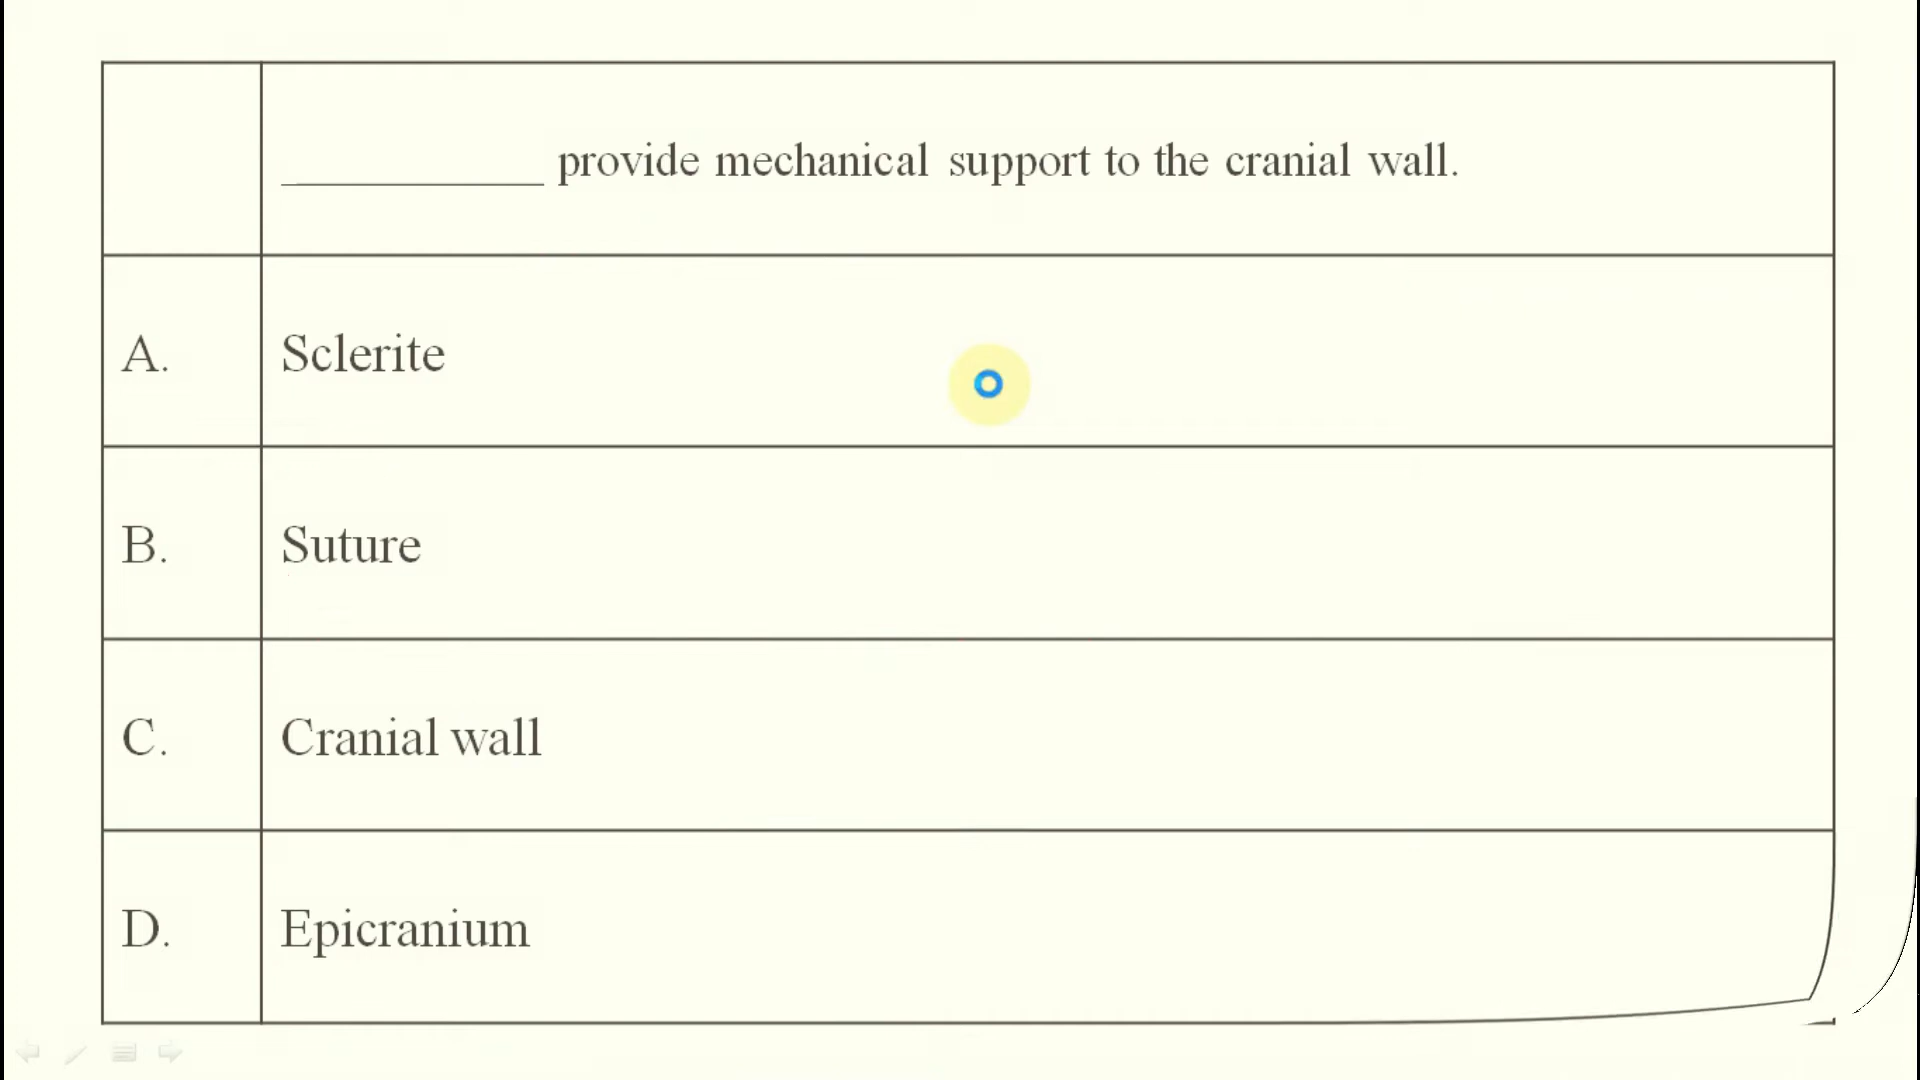 __________ provide mechanical support to the cranial wall.
A. Sclerite
B. Suture
C. Cranial wall
D. Epicranium